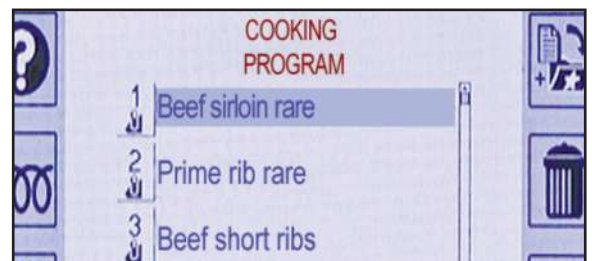 COOKING
PROGRAM
1 Beef sirloin rare
2 Prime rib rare
3 Beef short ribs